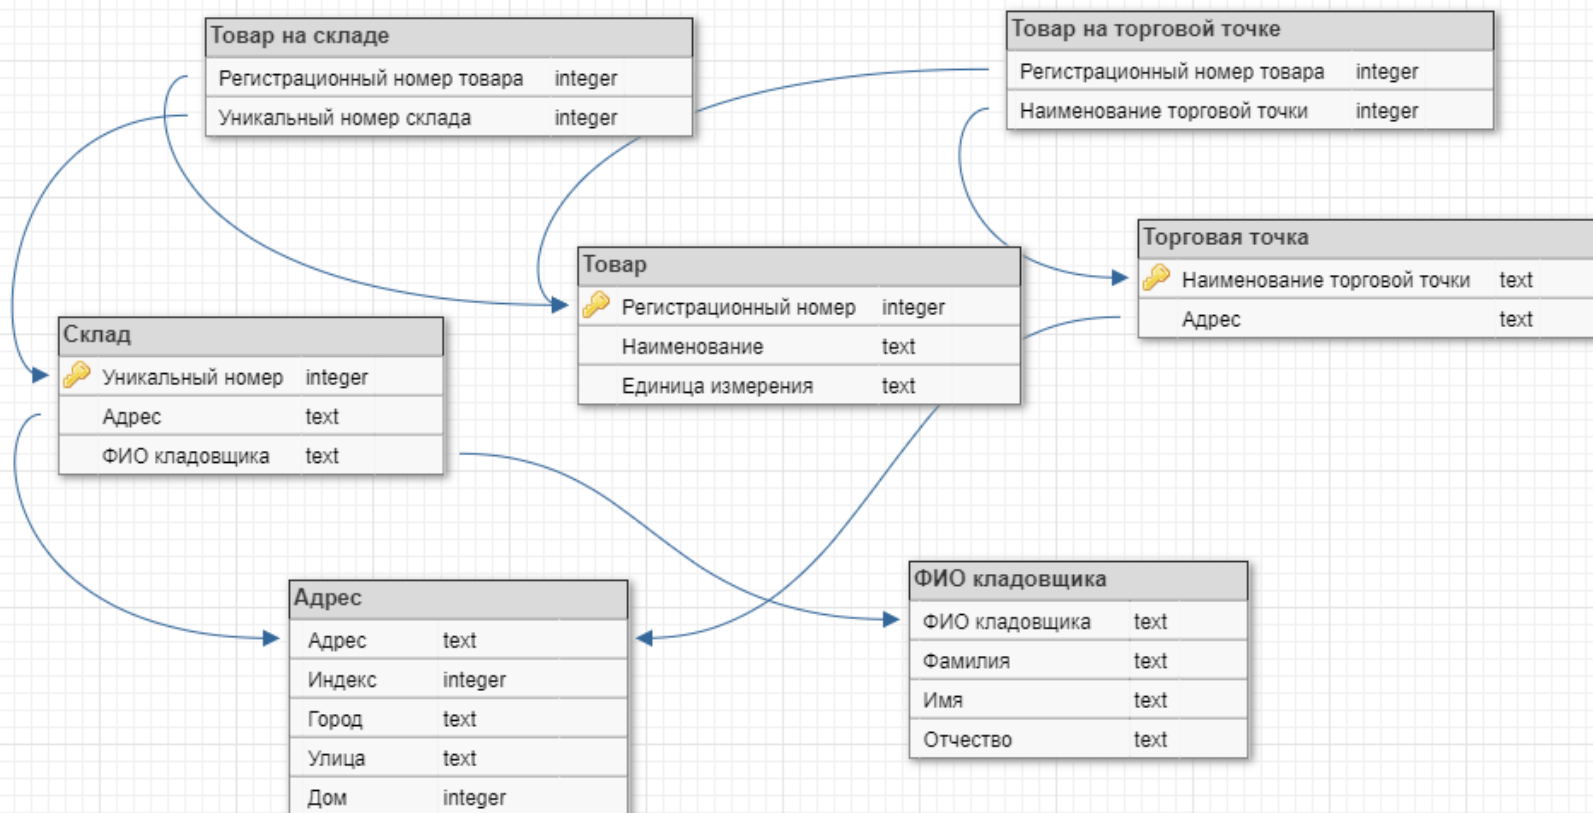 Товар на складе
Регистрационный номер товара integer
Уникальный номер склада integer
Товар на торговой точке
Регистрационный номер товара integer
Наименование торговой точки integer
Торговая точка
Наименование торговой точки text
Адрес text
Товар
Регистрационный номер integer
Наименование text
Единица измерения text
Склад
Уникальный номер integer
Адрес text
ФИО кладовщика text
Адрес
Адрес text
Индекс integer
Город text
Улица text
Дом integer
ФИО кладовщика
ФИО кладовщика text
Фамилия text
Имя text
Отчество text